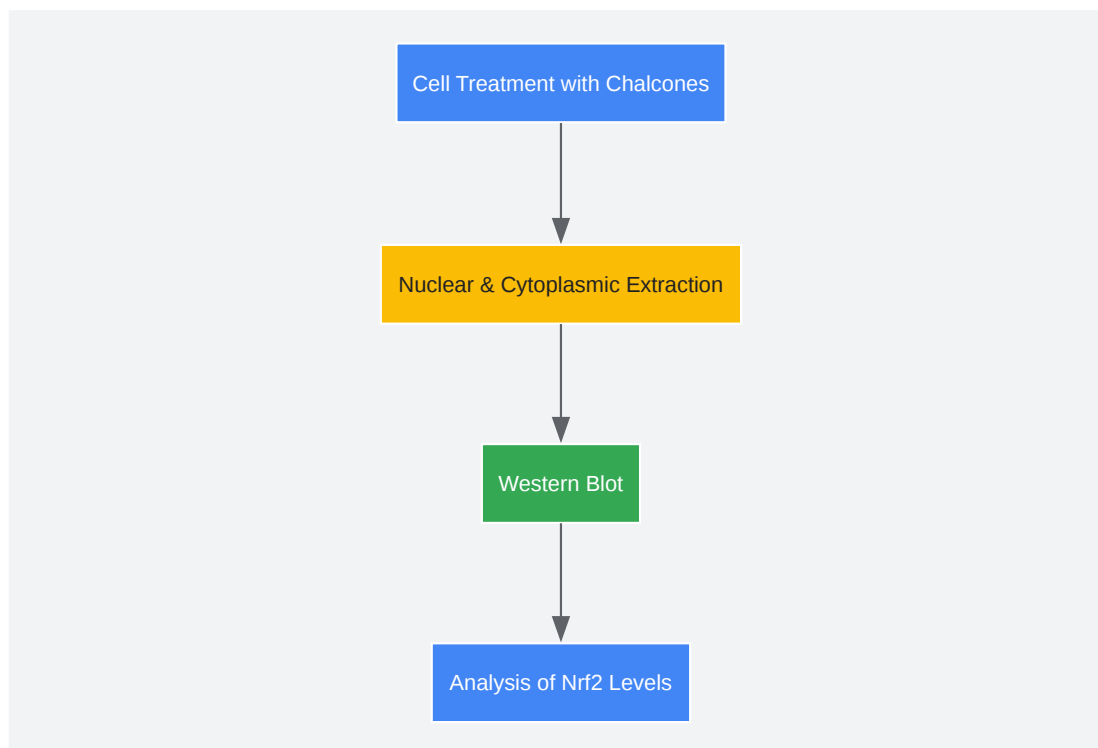 Cell Treatment with Chalcones
Nuclear & Cytoplasmic Extraction
Western Blot
Analysis of Nrf2 Levels